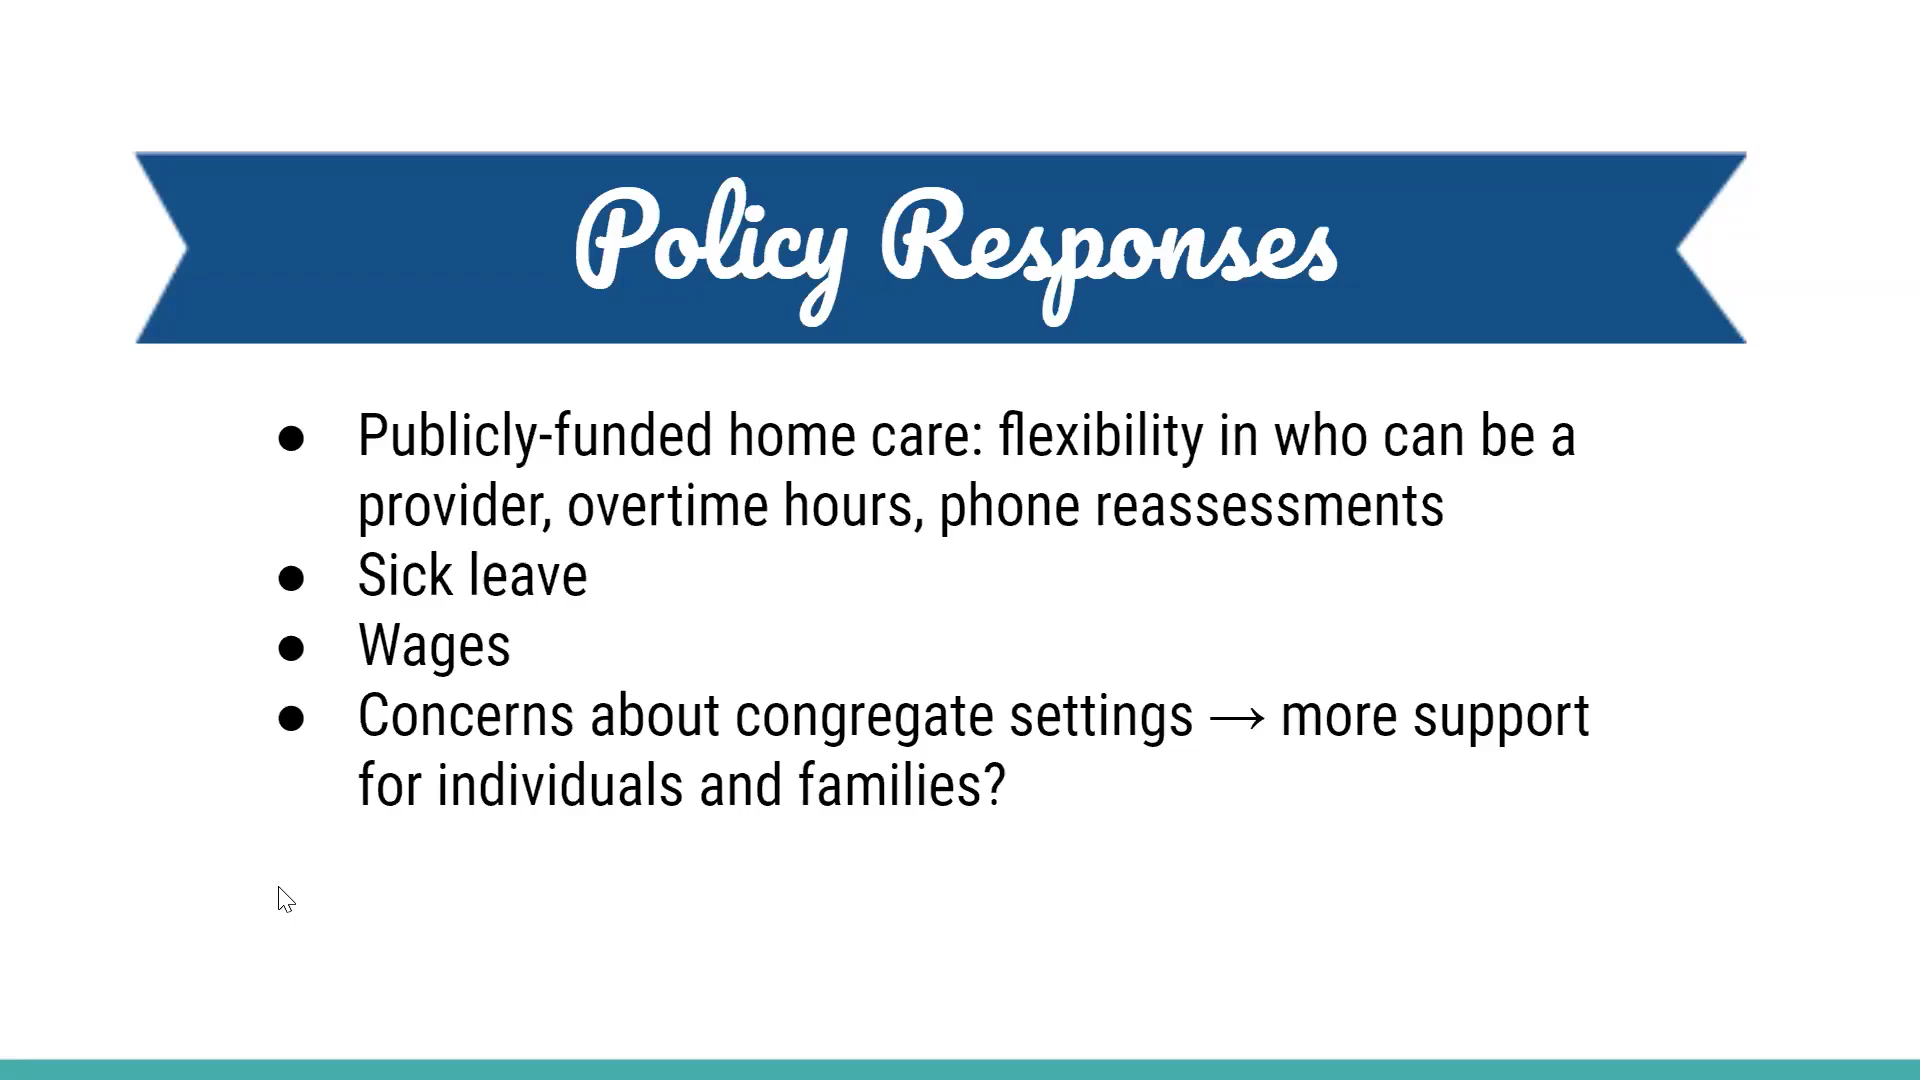 Policy Responses
● Publicly-funded home care: flexibility in who can be a
provider, overtime hours, phone reassessments
● Sick leave
● Wages
● Concerns about congregate settings → more support
for individuals and families?